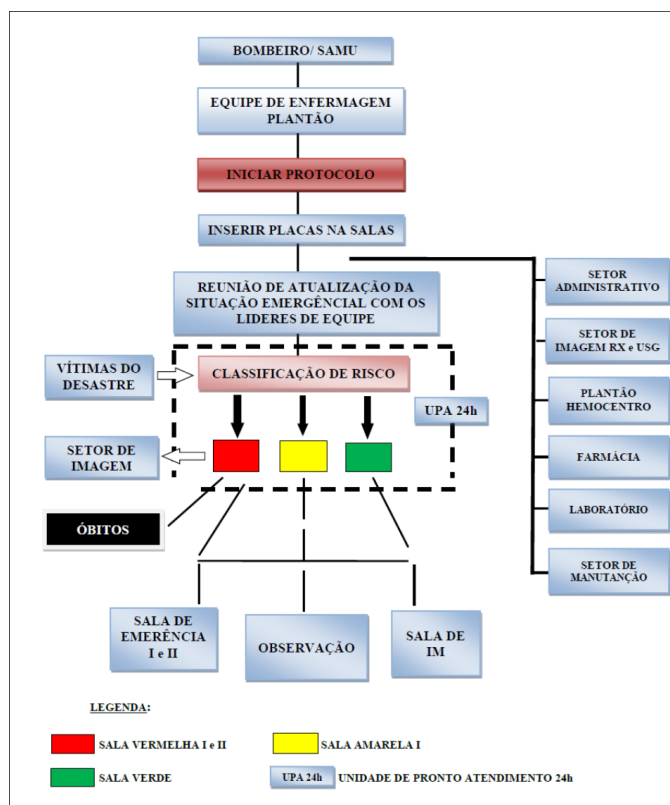 BOMBEIRO/ SAMU
EQUIPE DE ENFERMAGEM
PLANTÃO
INICIAR PROTOCOLO
INSERIR PLACAS NA SALAS
REUNIÃO DE ATUALIZAÇÃO DA
SITUAÇÃO EMERGÊNCIAL COM OS
LIDERES DE EQUIPE
SETOR
ADMINISTRATIVO
SETOR DE
IMAGEM RX e USG
PLANTÃO
HEMOCENTRO
FARMÁCIA
LABORATÓRIO
SETOR DE
MANUTANÇÃO
VÍTIMAS DO
DESASTRE
CLASSIFICAÇÃO DE RISCO
UPA 24h
SETOR DE
IMAGEM
ÓBITOS
SALA DE
EMERÊNCIA
I e II
OBSERVAÇÃO
SALA DE
IM
LEGENDA:
SALA VERMELHA I e II
SALA AMARELA I
SALA VERDE
UPA 24h
UNIDADE DE PRONTO ATENDIMENTO 24h